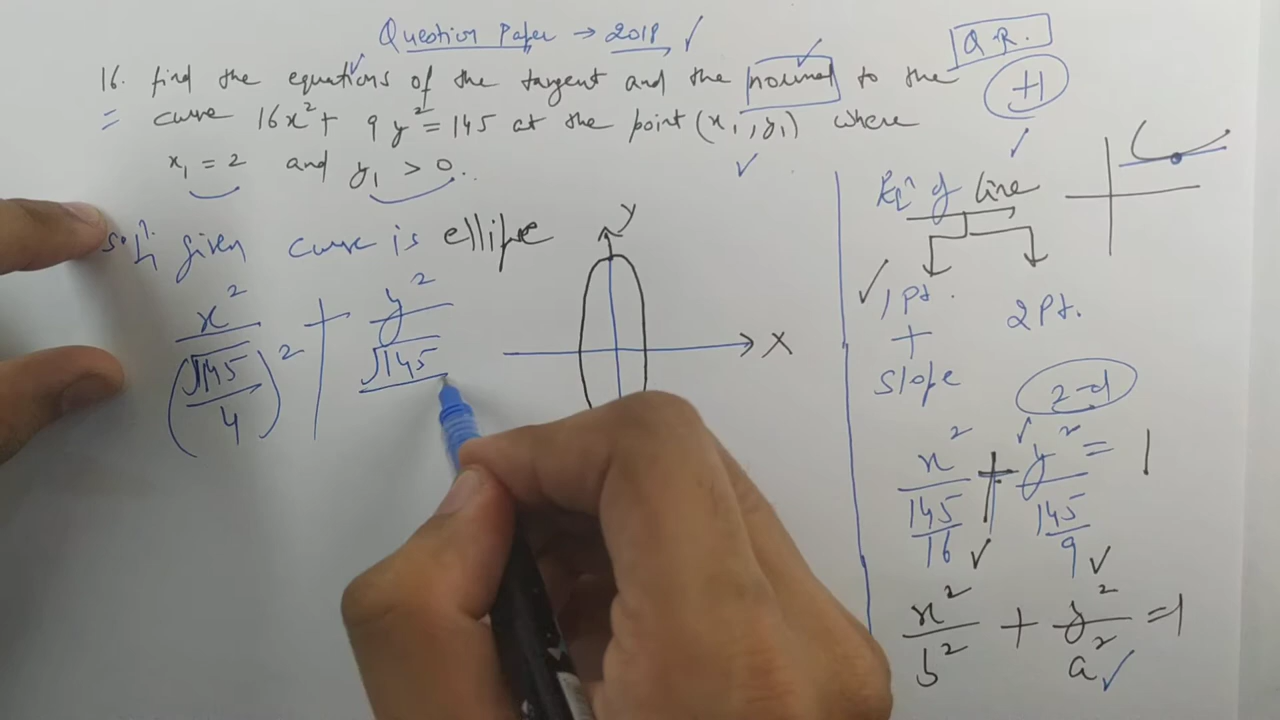 Question Paper → 2018 ✓
Q.R.
16. find the equations of the tangent and the normal to the
+1
= curve 16x² + 9y² = 145 at the point (x₁, y₁) where
x₁ = 2 and y₁ > 0.
Solⁿ. given curve is ellipse
x² / (√145 / 4)² + y² / √145
Y
X
Eqⁿ of line
1 pt. + slope
2 pt.
2-d
x² / (145/16) + y² / (145/9) = 1
x² / b² + y² / a² = 1